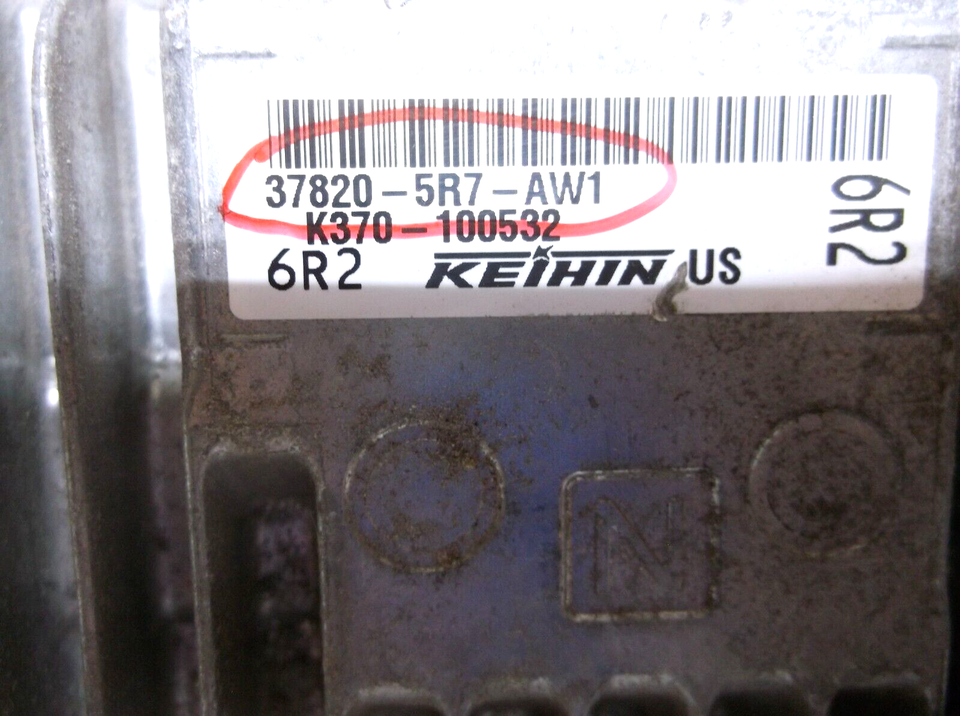 37820-5R7-AW1
K370-100532
6R2 KEIHIN US
6R2
N